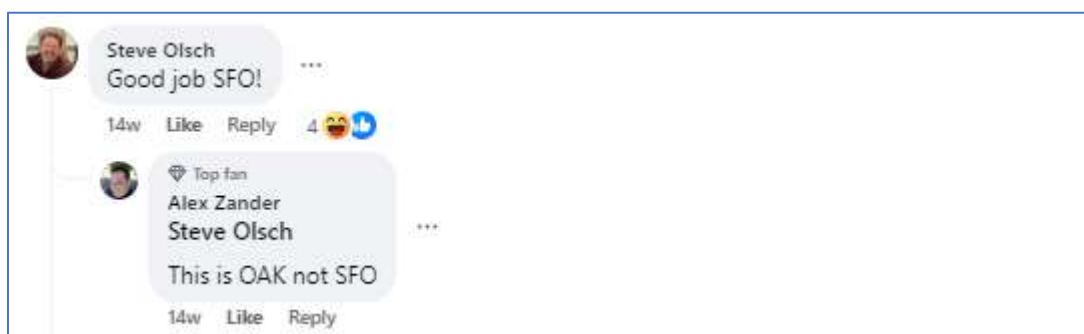 Steve Olsch
Good job SFO!
14w Like Reply 4
Top fan
Alex Zander
Steve Olsch
This is OAK not SFO
14w Like Reply